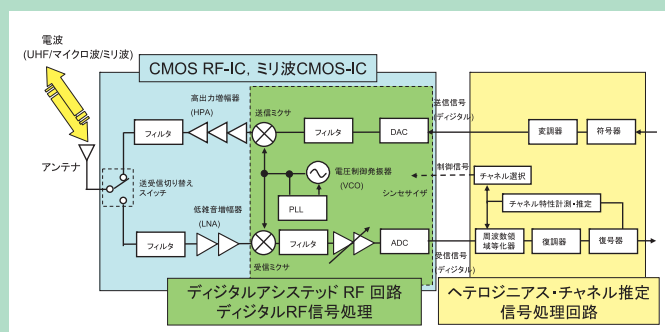 電波
(UHF/マイクロ波/ミリ波)
CMOS RF-IC, ミリ波CMOS-IC
高出力増幅器
(HPA)
送信ミクサ
送信信号
(ディジタル)
フィルタ
フィルタ
DAC
変調器
符号器
アンテナ
送受信切り替え
スイッチ
電圧制御発振器
(VCO)
シンセサイザ
制御信号
チャネル選択
PLL
チャネル特性計測・推定
低雑音増幅器
(LNA)
フィルタ
フィルタ
ADC
周波数領
域等化器
復調器
復号器
受信ミクサ
受信信号
(ディジタル)
ディジタルアシステッド RF 回路
ディジタルRF信号処理
ヘテロジニアス・チャネル推定
信号処理回路